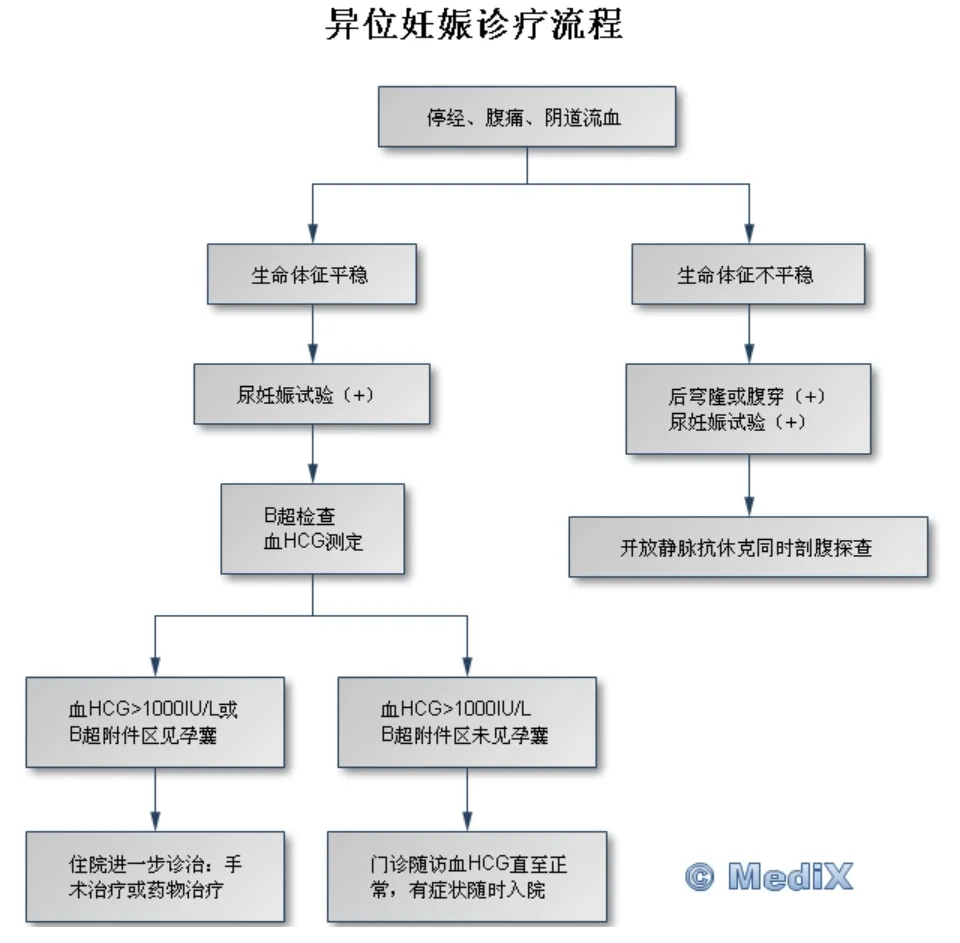 异位妊娠诊疗流程
停经、腹痛、阴道流血
生命体征平稳
生命体征不平稳
尿妊娠试验（+）
后穹隆或腹穿（+）
尿妊娠试验（+）
B超检查
血HCG测定
开放静脉抗休克同时剖腹探查
血HCG>1000IU/L或
B超附件区见孕囊
血HCG>1000IU/L
B超附件区未见孕囊
住院进一步诊治：手
术治疗或药物治疗
门诊随访血HCG直至正
常，有症状随时入院
© MediX